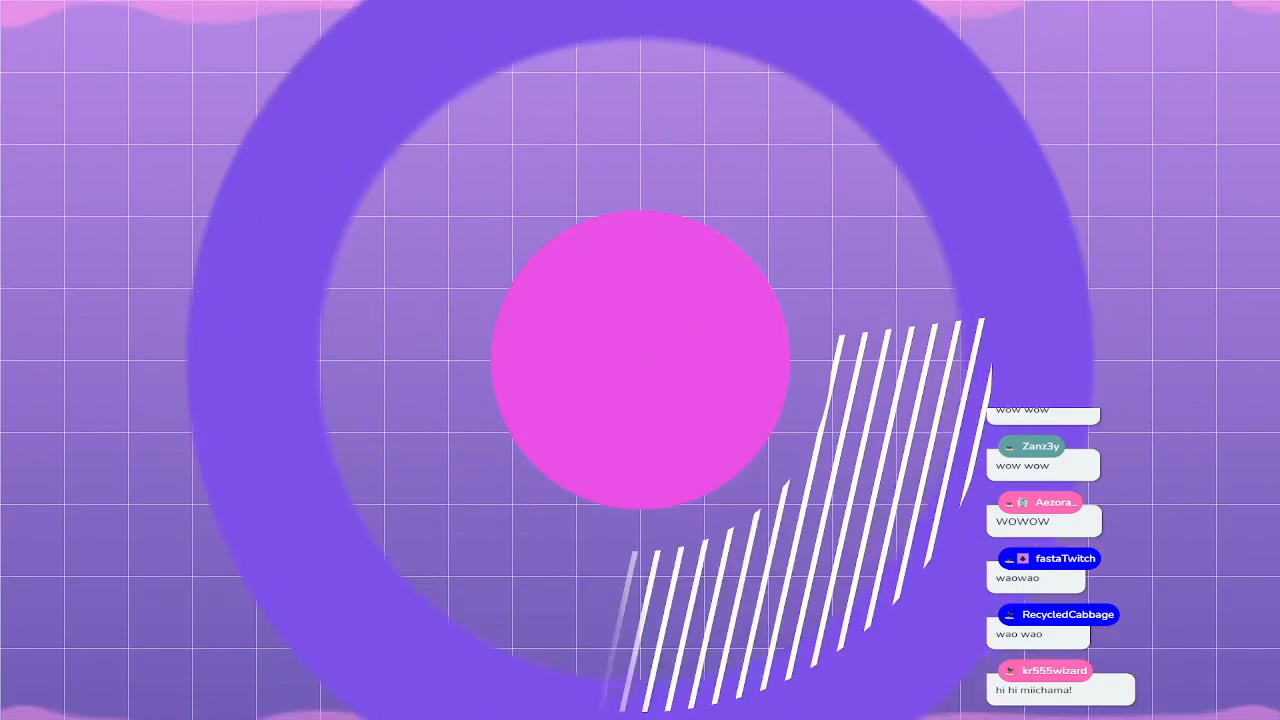 wow wow
Zanz3y
wow wow
Aezora_
WOWOW
fastaTwitch
waowao
RecycledCabbage
wao wao
kr555wizard
hi hi miichama!